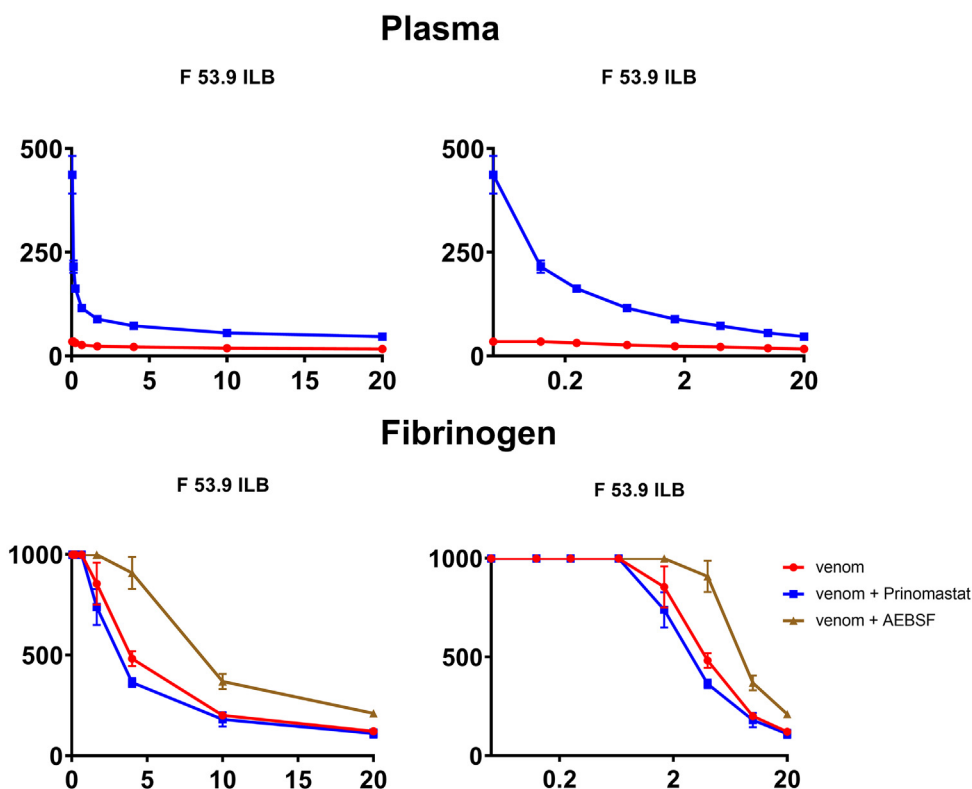 Plasma
F 53.9 ILB
F 53.9 ILB
500
250
0
0 5 10 15 20
500
250
0
0.2 2 20
Fibrinogen
F 53.9 ILB
F 53.9 ILB
1000
500
0
0 5 10 15 20
1000
500
0
0.2 2 20
venom
venom + Prinomastat
venom + AEBSF